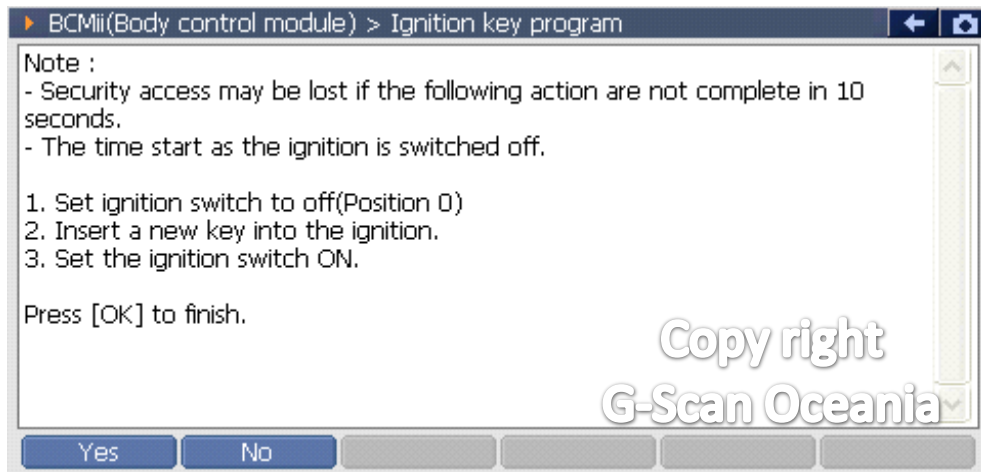 BCMii(Body control module) > Ignition key program
Note :
- Security access may be lost if the following action are not complete in 10
seconds.
- The time start as the ignition is switched off.
1. Set ignition switch to off(Position 0)
2. Insert a new key into the ignition.
3. Set the ignition switch ON.
Press [OK] to finish.
Copy right
G-Scan Oceania
Yes No